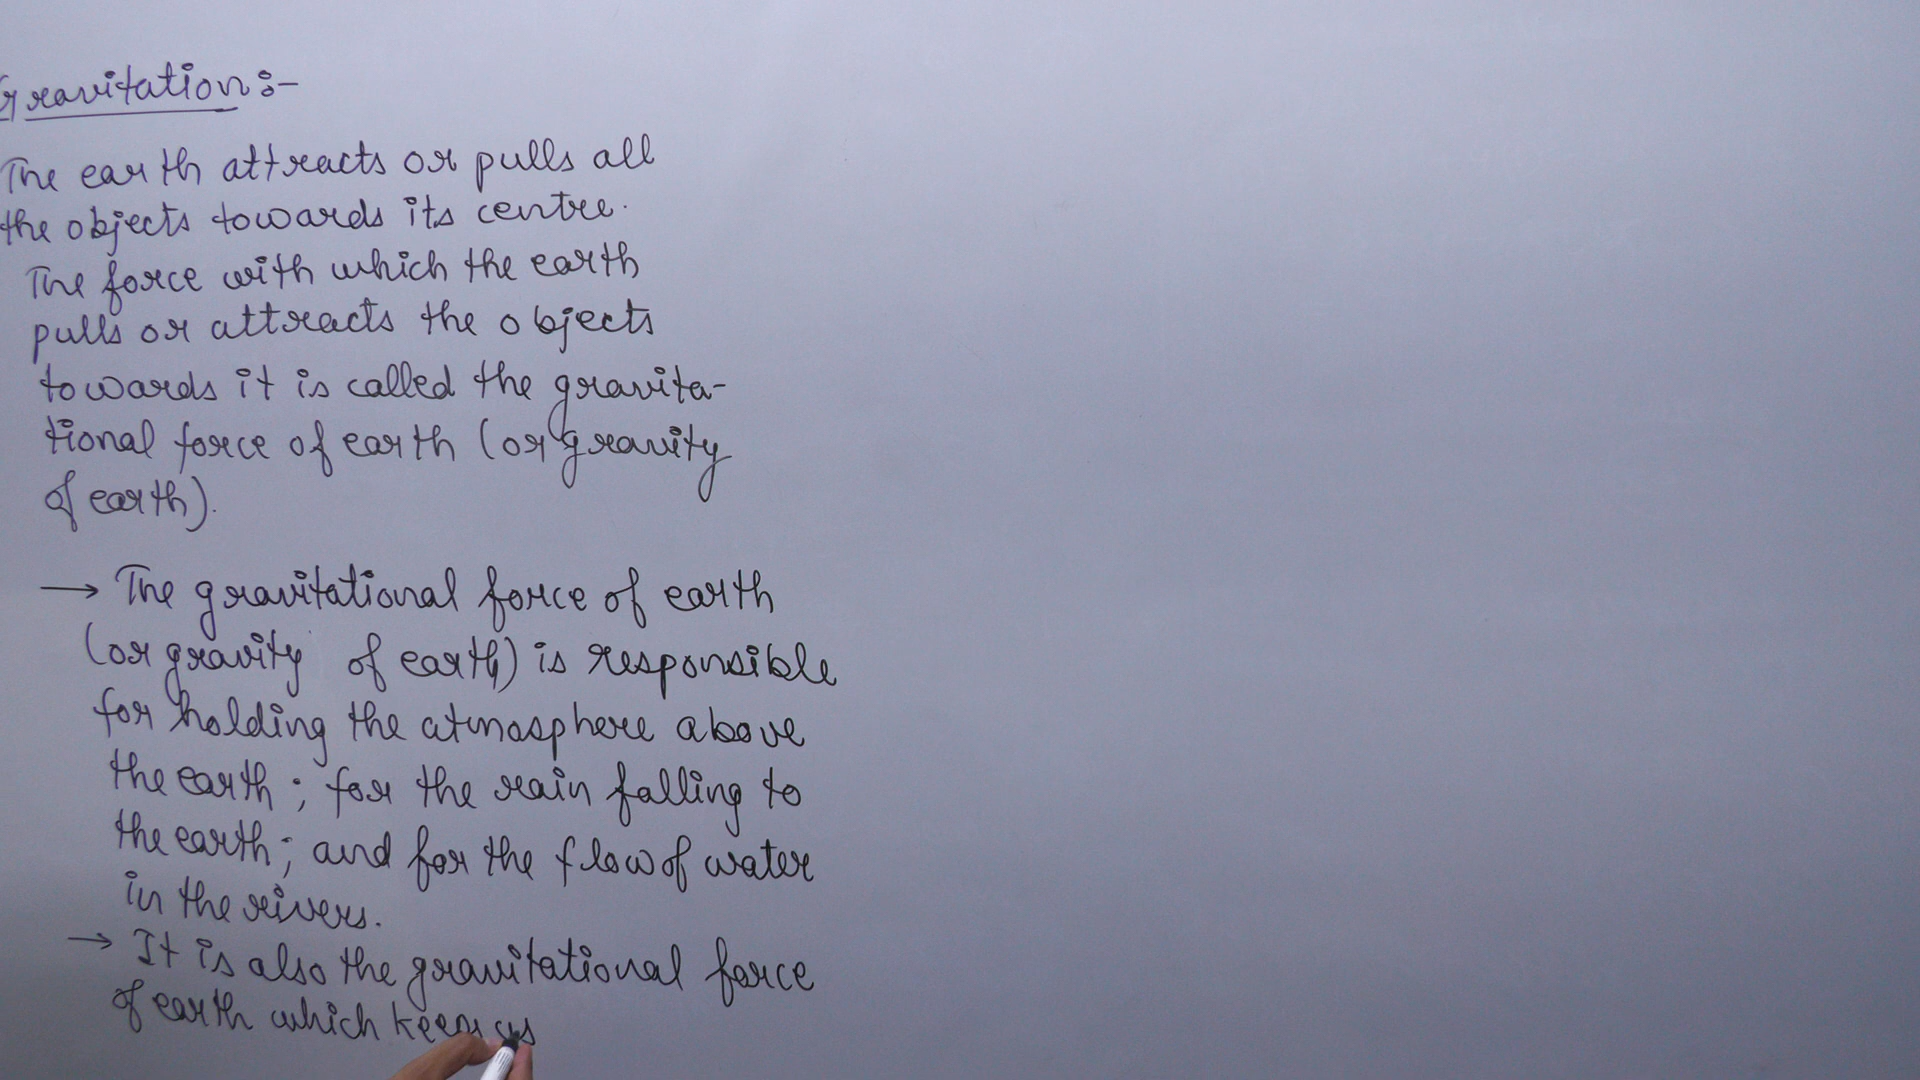 Gravitation:-
The earth attracts or pulls all
the objects towards its centre.
The force with which the earth
pulls or attracts the objects
towards it is called the gravita-
tional force of earth (or gravity
of earth).
→ The gravitational force of earth
(or gravity of earth) is responsible
for holding the atmosphere above
the earth; for the rain falling to
the earth; and for the flow of water
in the rivers.
→ It is also the gravitational force
of earth which keeps us